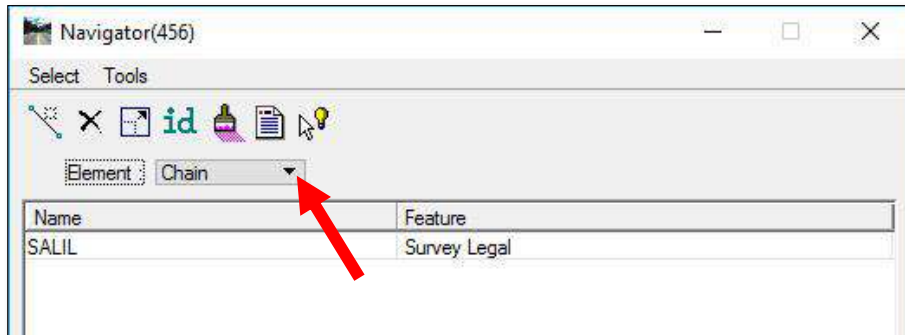 Navigator(456)
Select Tools
id
Element : Chain
Name Feature
SALIL Survey Legal